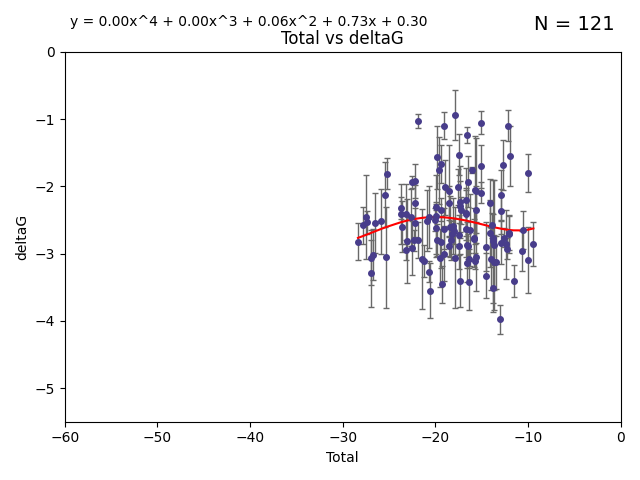 y = 0.00x^4 + 0.00x^3 + 0.06x^2 + 0.73x + 0.30
N = 121
Total vs deltaG
0
−1
−2
−3
−4
−5
deltaG
−60 −50 −40 −30 −20 −10 0
Total